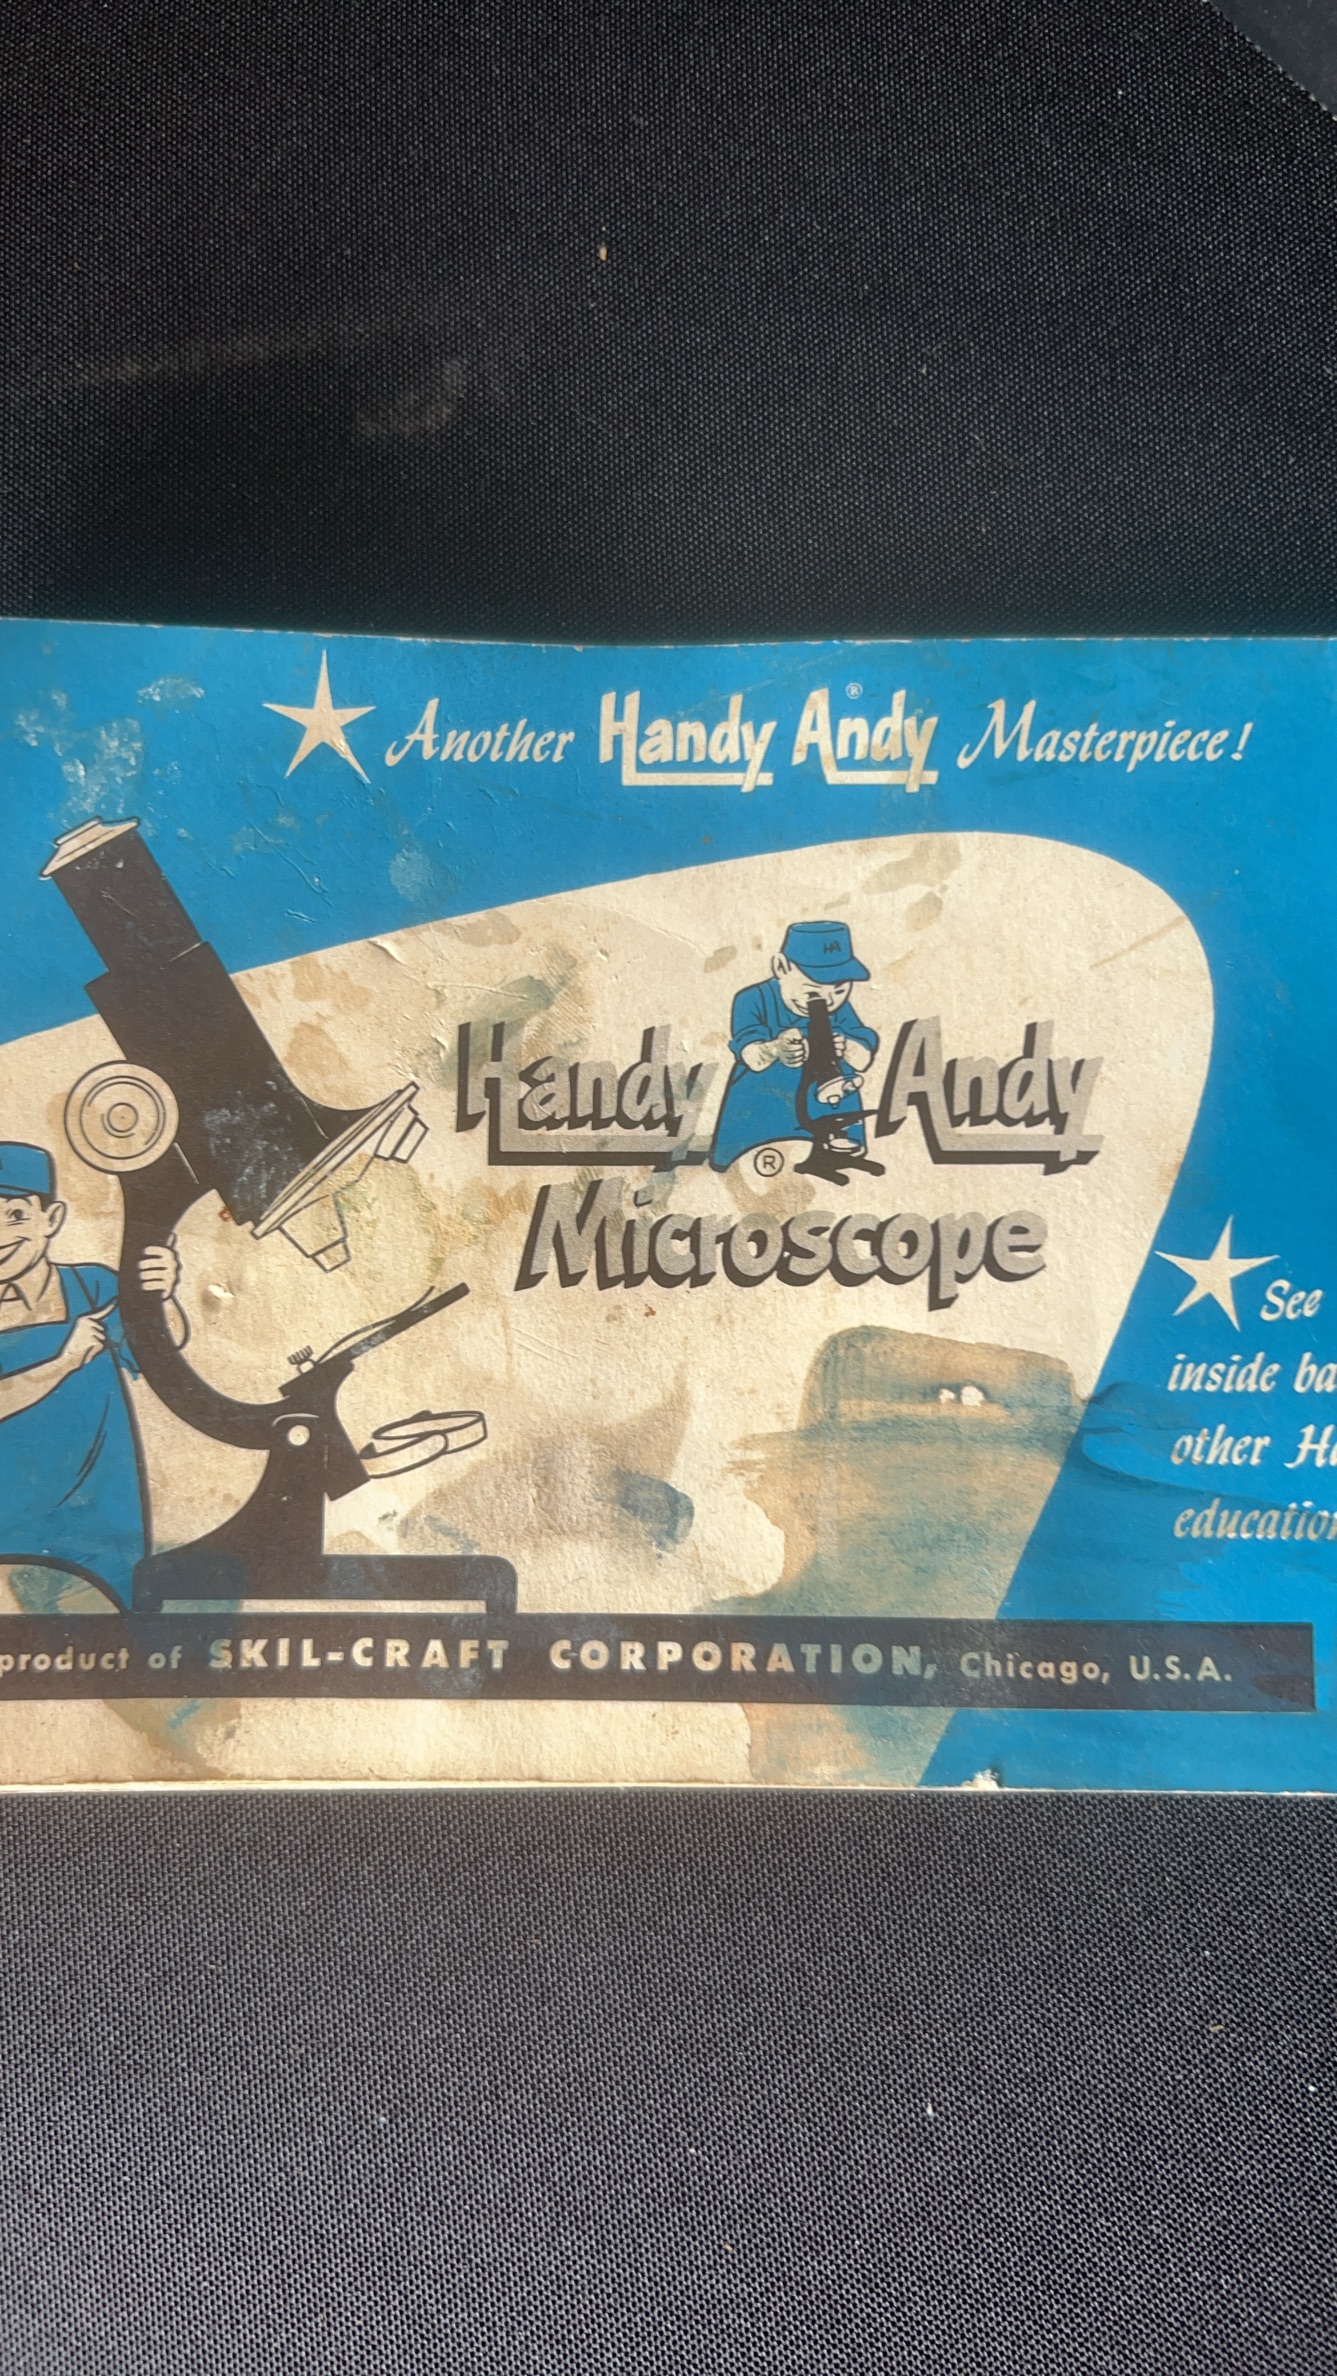 Another Handy Andy® Masterpiece!
HA
Handy Andy
®
Microscope
See
inside
other
product of SKIL-CRAFT CORPORATION, Chicago, U.S.A.